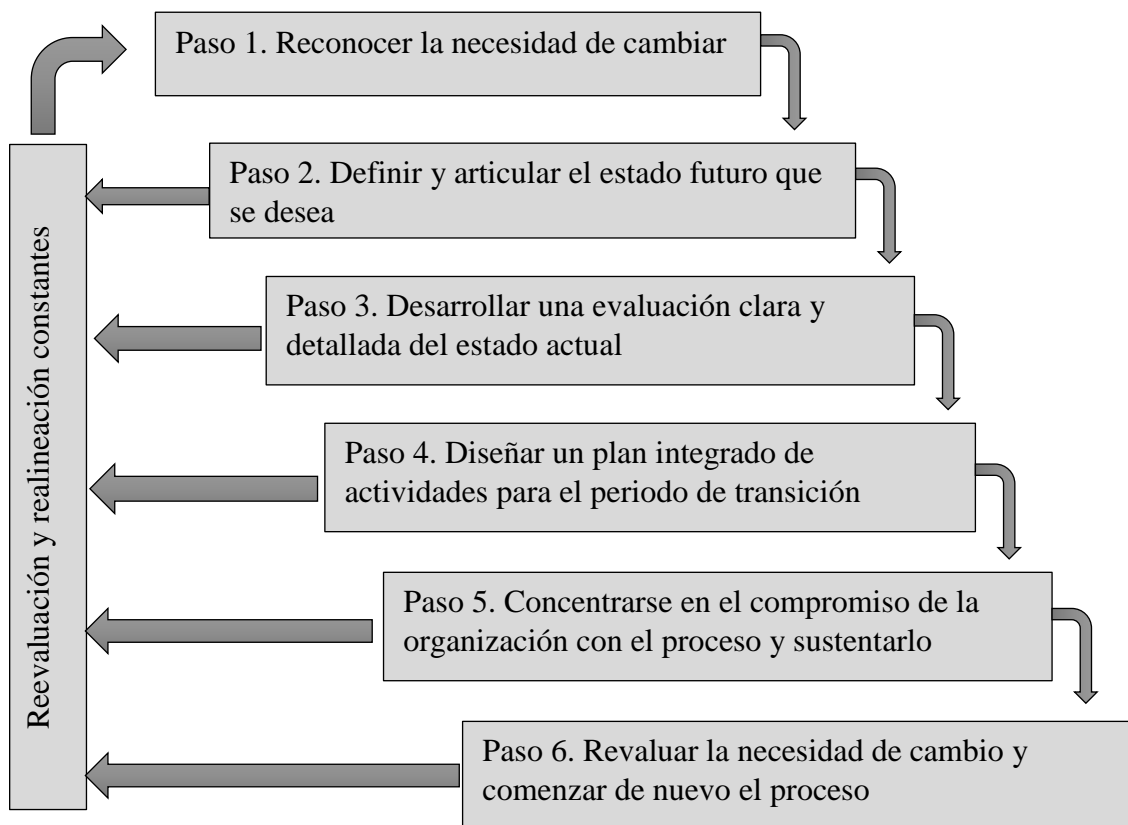 Paso 1. Reconocer la necesidad de cambiar
Paso 2. Definir y articular el estado futuro que
se desea
Paso 3. Desarrollar una evaluación clara y
detallada del estado actual
Paso 4. Diseñar un plan integrado de
actividades para el periodo de transición
Paso 5. Concentrarse en el compromiso de la
organización con el proceso y sustentarlo
Paso 6. Revaluar la necesidad de cambio y
comenzar de nuevo el proceso
Reevaluación y realineación constantes